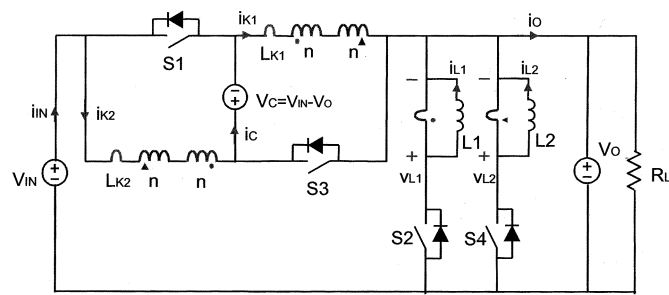 iK1
iO
LK1 n n
S1
iL1 iL2
iIN iK2
VC=VIN-VO
iC
L1 L2
VIN
LK2 n n
S3
VL1 VL2
VO
RL
S2 S4